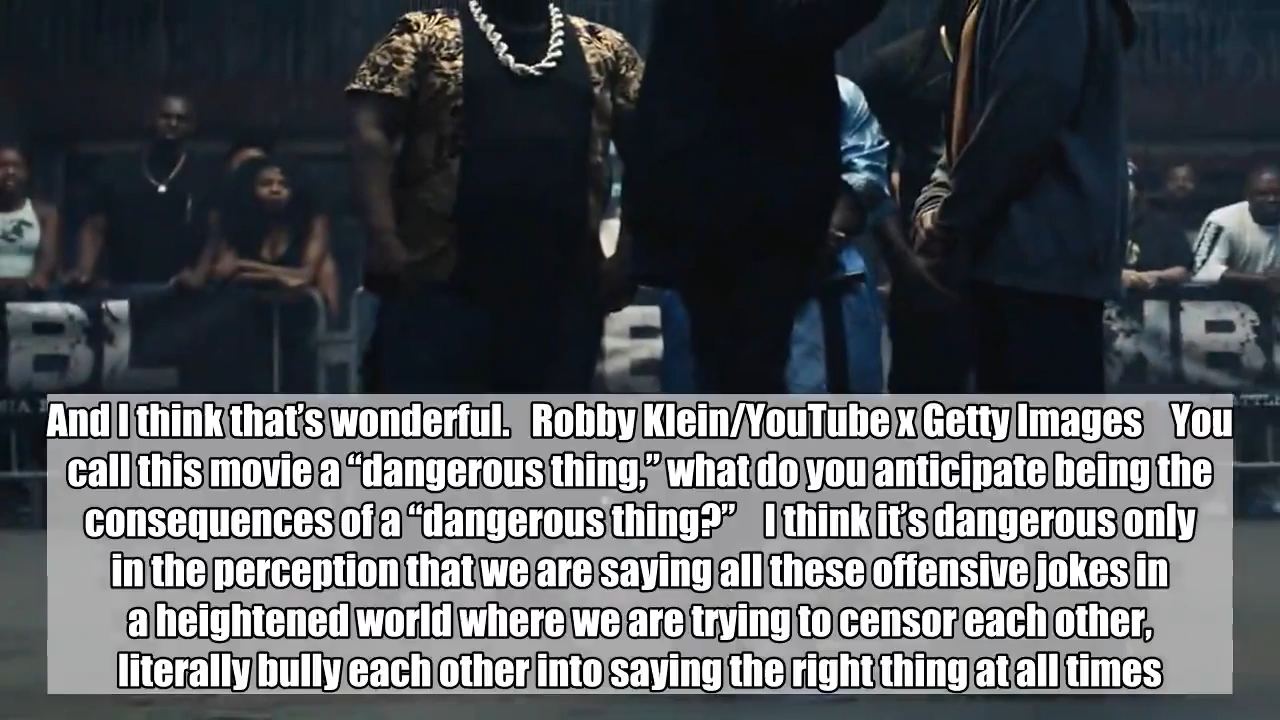 BL
B
NBL
And I think that’s wonderful.   Robby Klein/YouTube x Getty Images    You
call this movie a “dangerous thing,” what do you anticipate being the
consequences of a “dangerous thing?”    I think it’s dangerous only
in the perception that we are saying all these offensive jokes in
a heightened world where we are trying to censor each other,
literally bully each other into saying the right thing at all times